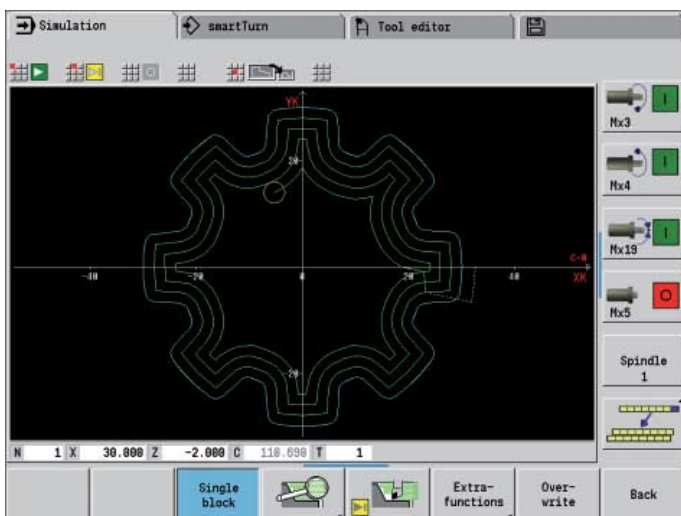 Simulation smartTurn Tool editor
Mx3
YK
20
Mx4
Mx19
C-0
-40 -20 0 20 40 XK
Mx5
-20
Spindle
1
N 1 X 30.000 Z -2.000 C 110.698 T 1
Single
block
Extra-
functions
Over-
write
Back